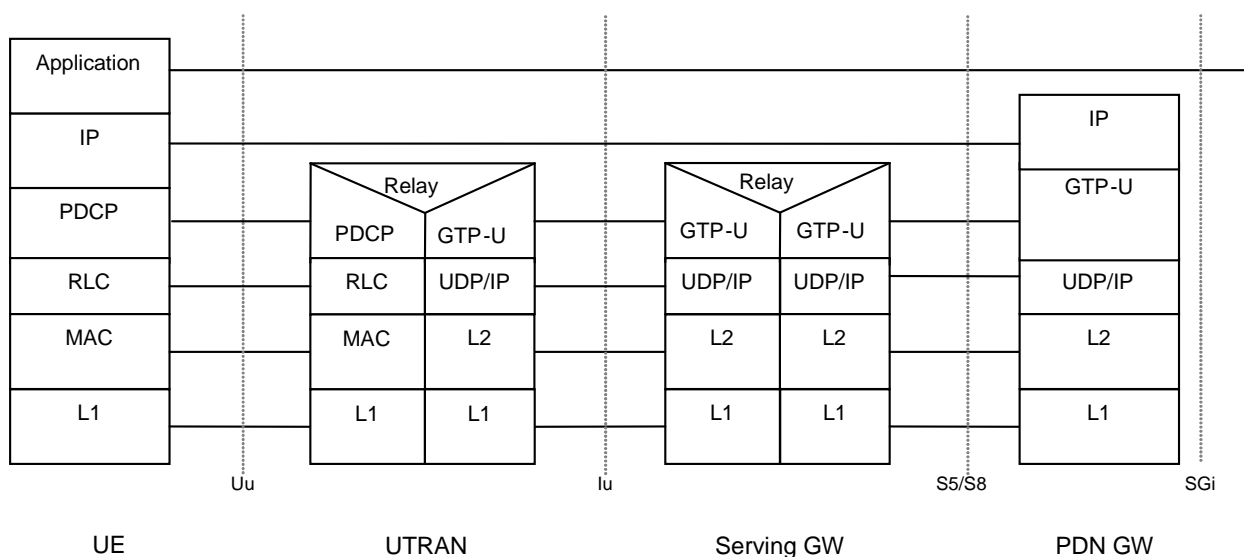 Application
IP
PDCP
RLC
MAC
L1
Relay
PDCP GTP-U
RLC UDP/IP
MAC L2
L1 L1
Relay
GTP-U GTP-U
UDP/IP UDP/IP
L2 L2
L1 L1
IP
GTP-U
UDP/IP
L2
L1
Uu
Iu
S5/S8
SGi
UE
UTRAN
Serving GW
PDN GW